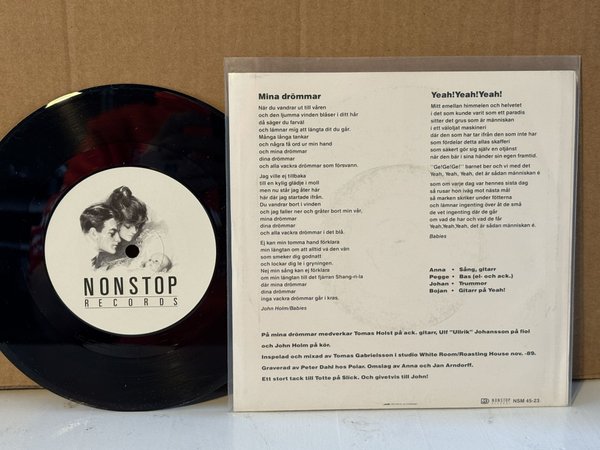 NONSTOP
RECORDS
Mina drömmar
När du vandrar ut till våren
och den ljumma vinden blåser i ditt hår
då säger du farväl
och lämnar mig att längta dit du går.
Många långa tankar
och några få ord ur min hand
och mina drömmar
dina drömmar
och alla vackra drömmar som försvann.
Jag ville ej tillbaka
till en kylig glädje i moll
men nu står jag åter här
här där jag startade ifrån.
Du vandrar bort i vinden
och jag faller ner och gråter bort min vår,
mina drömmar
dina drömmar
och alla vackra drömmar i det blå.
Ej kan min tomma hand förklara
min längtan om att alltid vå den vän
som smeker dig godnatt
och lockar dig le i gryningen.
Nej min sång kan ej förklara
om min längtan till det fjärran Shang-ri-la
där mina drömmar
dina drömmar
inga vackra drömmar går i kras.
John Holm/Babies
Yeah!Yeah!Yeah!
Mitt emellan himmelen och helvetet
i det som kunde varit som ett paradis
sitter det grus som är människan
i ett väloljat maskineri
där den som har tar ifrån den som inte har
som fördelar detta allas skafferi
som säkert gör sig själv en oljänst
när den bär i sina händer sin egen framtid.
"Ge!Ge!Ge!" barnet ber och vi med det
Yeah, Yeah, Yeah, det är sådan människan é
som om varje dag var hennes sista dag
så rusar hon iväg mot nästa mål
så marken skriker under fötterna
och lämnar ingenting över åt de små
de vet ingenting där de går
om vad de har och vad de får
Yeah,Yeah,Yeah, det är sådan människan é.
Babies
Anna • Sång, gitarr
Pegge • Bas (el- och ack.)
Johan • Trummor
Bojan • Gitarr på Yeah!
På mina drömmar medverkar Tomas Holst på ack. gitarr, Ulf "Ullrik" Johansson på fiol
och John Holm på kör.
Inspelad och mixad av Tomas Gabrielsson i studio White Room/Roasting House nov. -89.
Graverad av Peter Dahl hos Polar. Omslag av Anna och Jan Arndorff.
Ett stort tack till Totte på Slick. Och givetvis till John!
NONSTOP
NSM 45-23